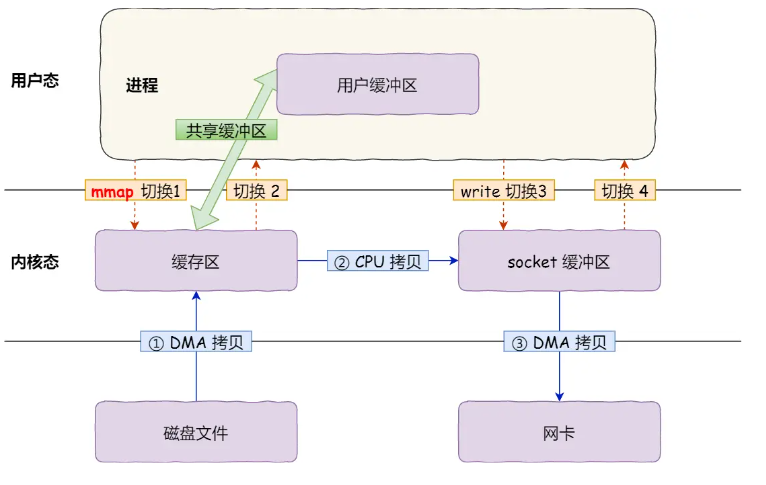 用户态
进程
用户缓冲区
共享缓冲区
mmap 切换1
切换 2
write 切换3
切换 4
内核态
缓存区
② CPU 拷贝
socket 缓冲区
① DMA 拷贝
③ DMA 拷贝
磁盘文件
网卡